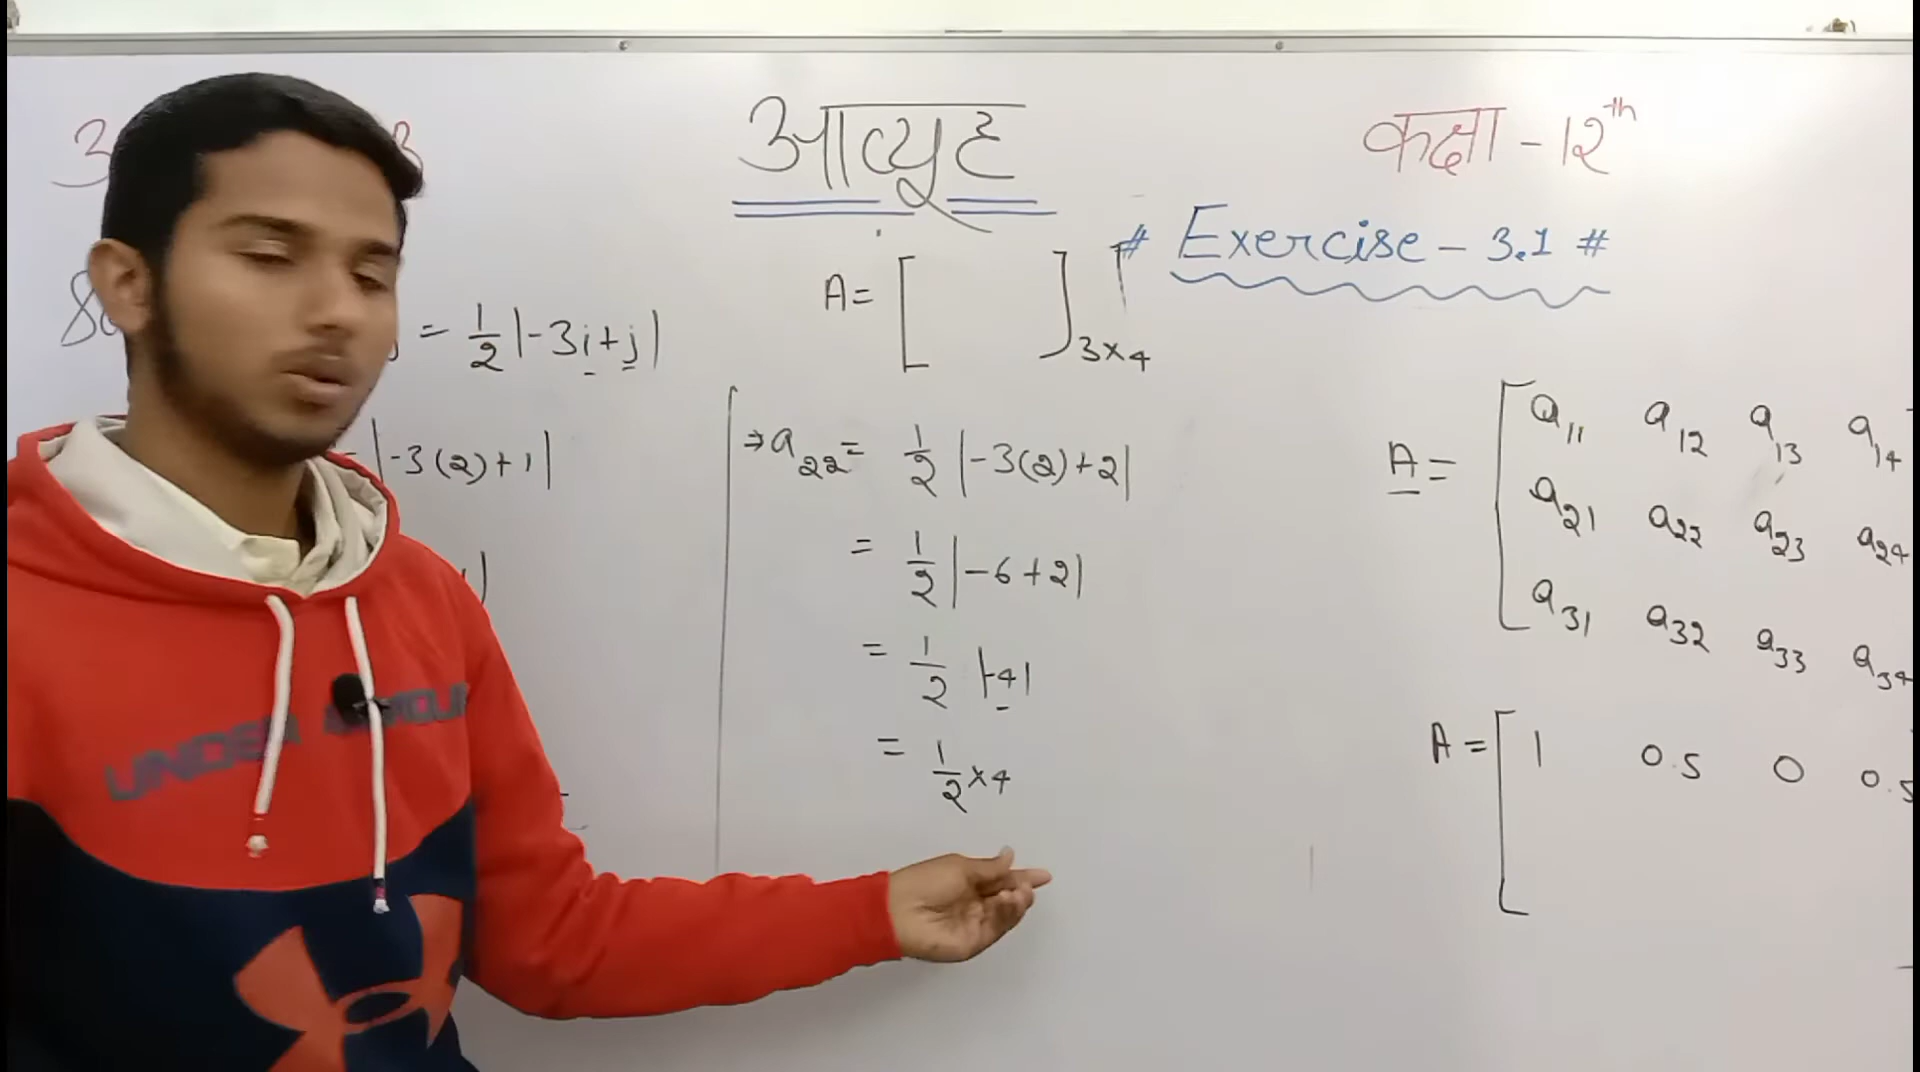 आव्यूह
कक्षा - 12th
# Exercise - 3.1 #
A = [ ]3×4
= 1/2 |-3i+j|
|-3(2)+1|
⇒ a22 = 1/2 |-3(2)+2|
= 1/2 |-6+2|
= 1/2 |-4|
= 1/2 × 4
A = [ a11 a12 a13 a14
a21 a22 a23 a24
a31 a32 a33 a34
A = [ 1 0.5 0 0.5
UNDER ARMOUR